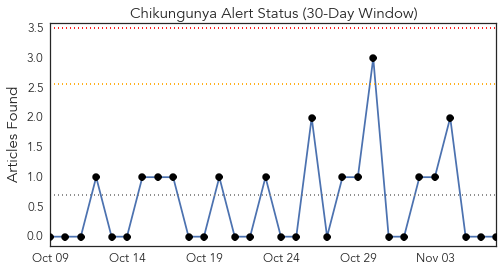 Chikungunya Alert Status (30-Day Window)
Articles Found
3.5
3.0
2.5
2.0
1.5
1.0
0.5
0.0
Oct 09 Oct 14 Oct 19 Oct 24 Oct 29 Nov 03